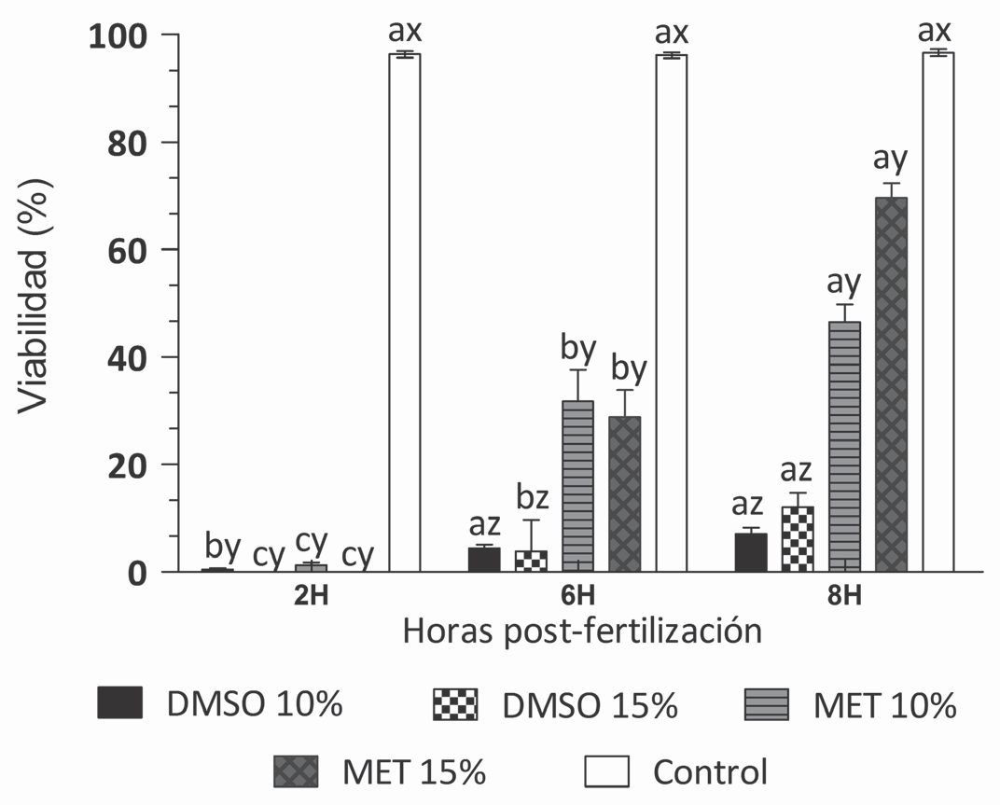 Viabilidad (%)
100
80
60
40
20
0
by cy cy cy ax
az bz by by ax
az az ay ay ax
2H 6H 8H
Horas post-fertilización
DMSO 10% DMSO 15% MET 10%
MET 15% Control